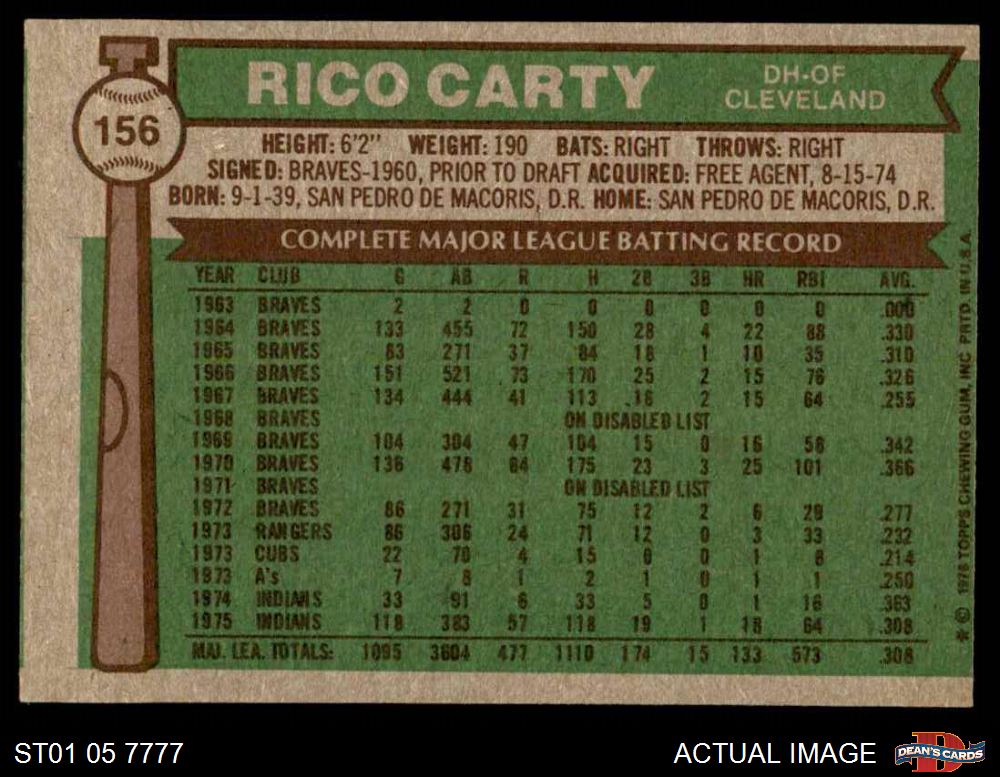 156
RICO CARTY
DH-OF
CLEVELAND
HEIGHT: 6'2" WEIGHT: 190 BATS: RIGHT THROWS: RIGHT
SIGNED: BRAVES-1960, PRIOR TO DRAFT ACQUIRED: FREE AGENT, 8-15-74
BORN: 9-1-39, SAN PEDRO DE MACORIS, D.R. HOME: SAN PEDRO DE MACORIS, D.R.
COMPLETE MAJOR LEAGUE BATTING RECORD
YEAR CLUB G AB R H 2B 3B HR RBI AVG.
1963 BRAVES 2 2 0 0 0 0 0 0 .000
1964 BRAVES 133 455 72 150 28 4 22 88 .330
1965 BRAVES 83 271 37 84 18 1 10 35 .310
1966 BRAVES 151 521 73 170 25 2 15 76 .326
1967 BRAVES 134 444 41 113 16 2 15 64 .255
1968 BRAVES ON DISABLED LIST
1969 BRAVES 104 304 47 104 15 0 16 58 .342
1970 BRAVES 136 478 84 175 23 3 25 101 .366
1971 BRAVES ON DISABLED LIST
1972 BRAVES 86 271 31 75 12 2 6 29 .277
1973 RANGERS 86 306 24 71 12 0 3 33 .232
1973 CUBS 22 70 4 15 0 0 1 8 .214
1973 A's 7 8 1 2 1 0 1 1 .250
1974 INDIANS 33 91 6 33 5 0 1 16 .363
1975 INDIANS 118 383 57 118 19 1 18 64 .308
MAJ. LEA. TOTALS: 1095 3604 477 1110 174 15 133 573 .308
* © 1976 TOPPS CHEWING GUM, INC PRTD. IN U.S.A.
ST01 05 7777
ACTUAL IMAGE
D
DEAN'S CARDS